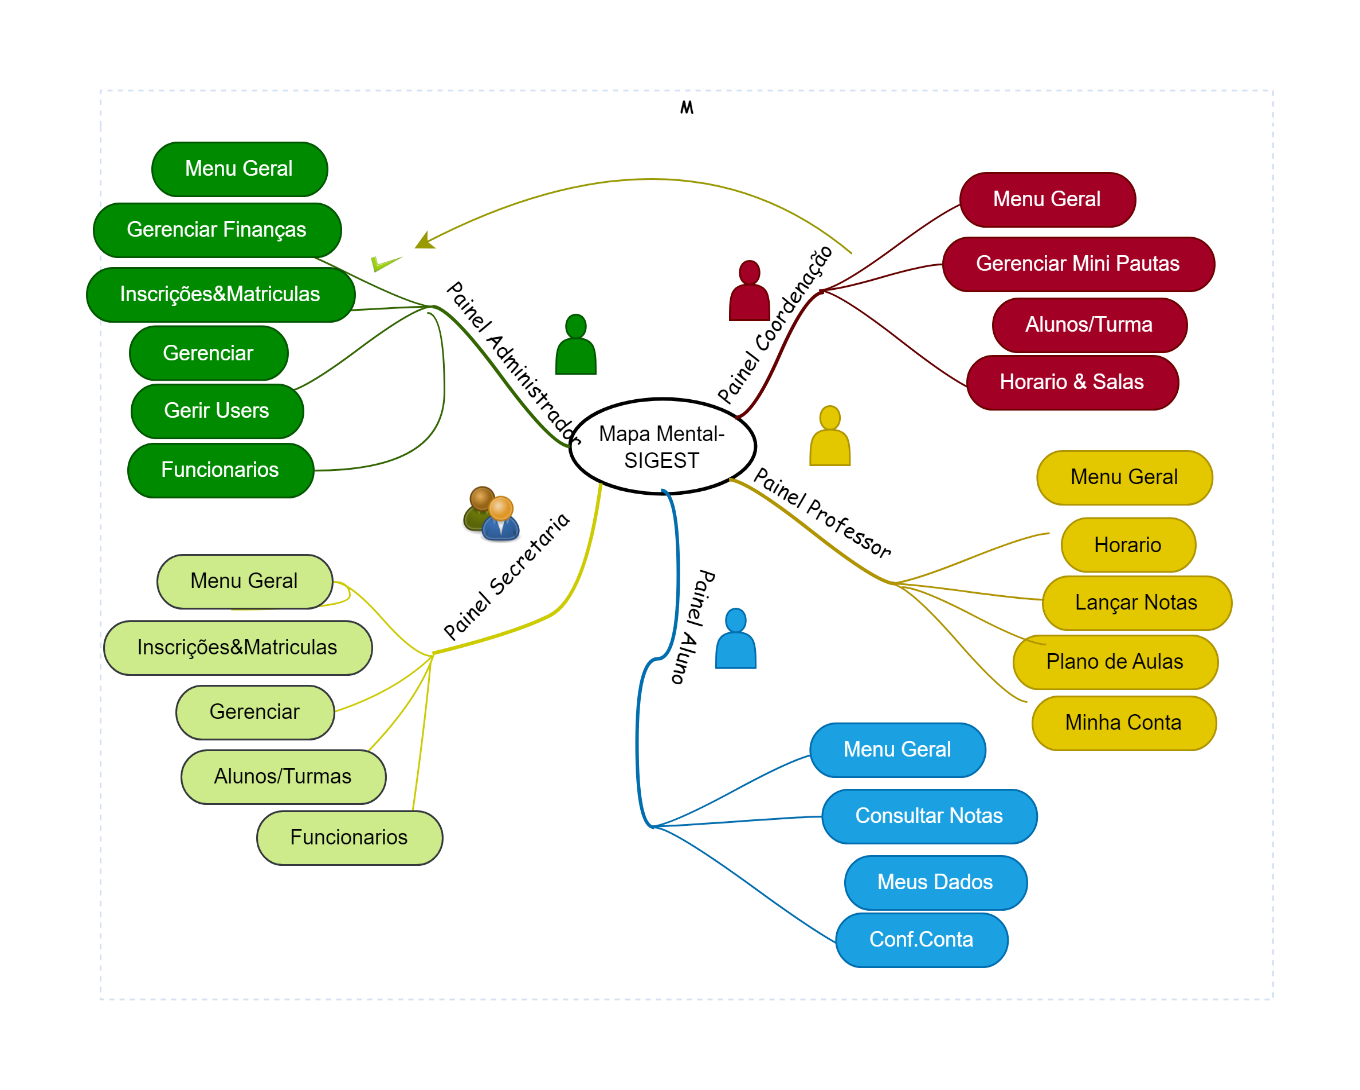 M
Menu Geral
Gerenciar Finanças
Inscrições&Matriculas
Gerenciar
Gerir Users
Funcionarios
Painel Administrador
Painel Coordenação
Menu Geral
Gerenciar Mini Pautas
Alunos/Turma
Horario & Salas
Mapa Mental-
SIGEST
Painel Professor
Menu Geral
Horario
Lançar Notas
Plano de Aulas
Minha Conta
Painel Secretaria
Menu Geral
Inscrições&Matriculas
Gerenciar
Alunos/Turmas
Funcionarios
Painel Aluno
Menu Geral
Consultar Notas
Meus Dados
Conf.Conta